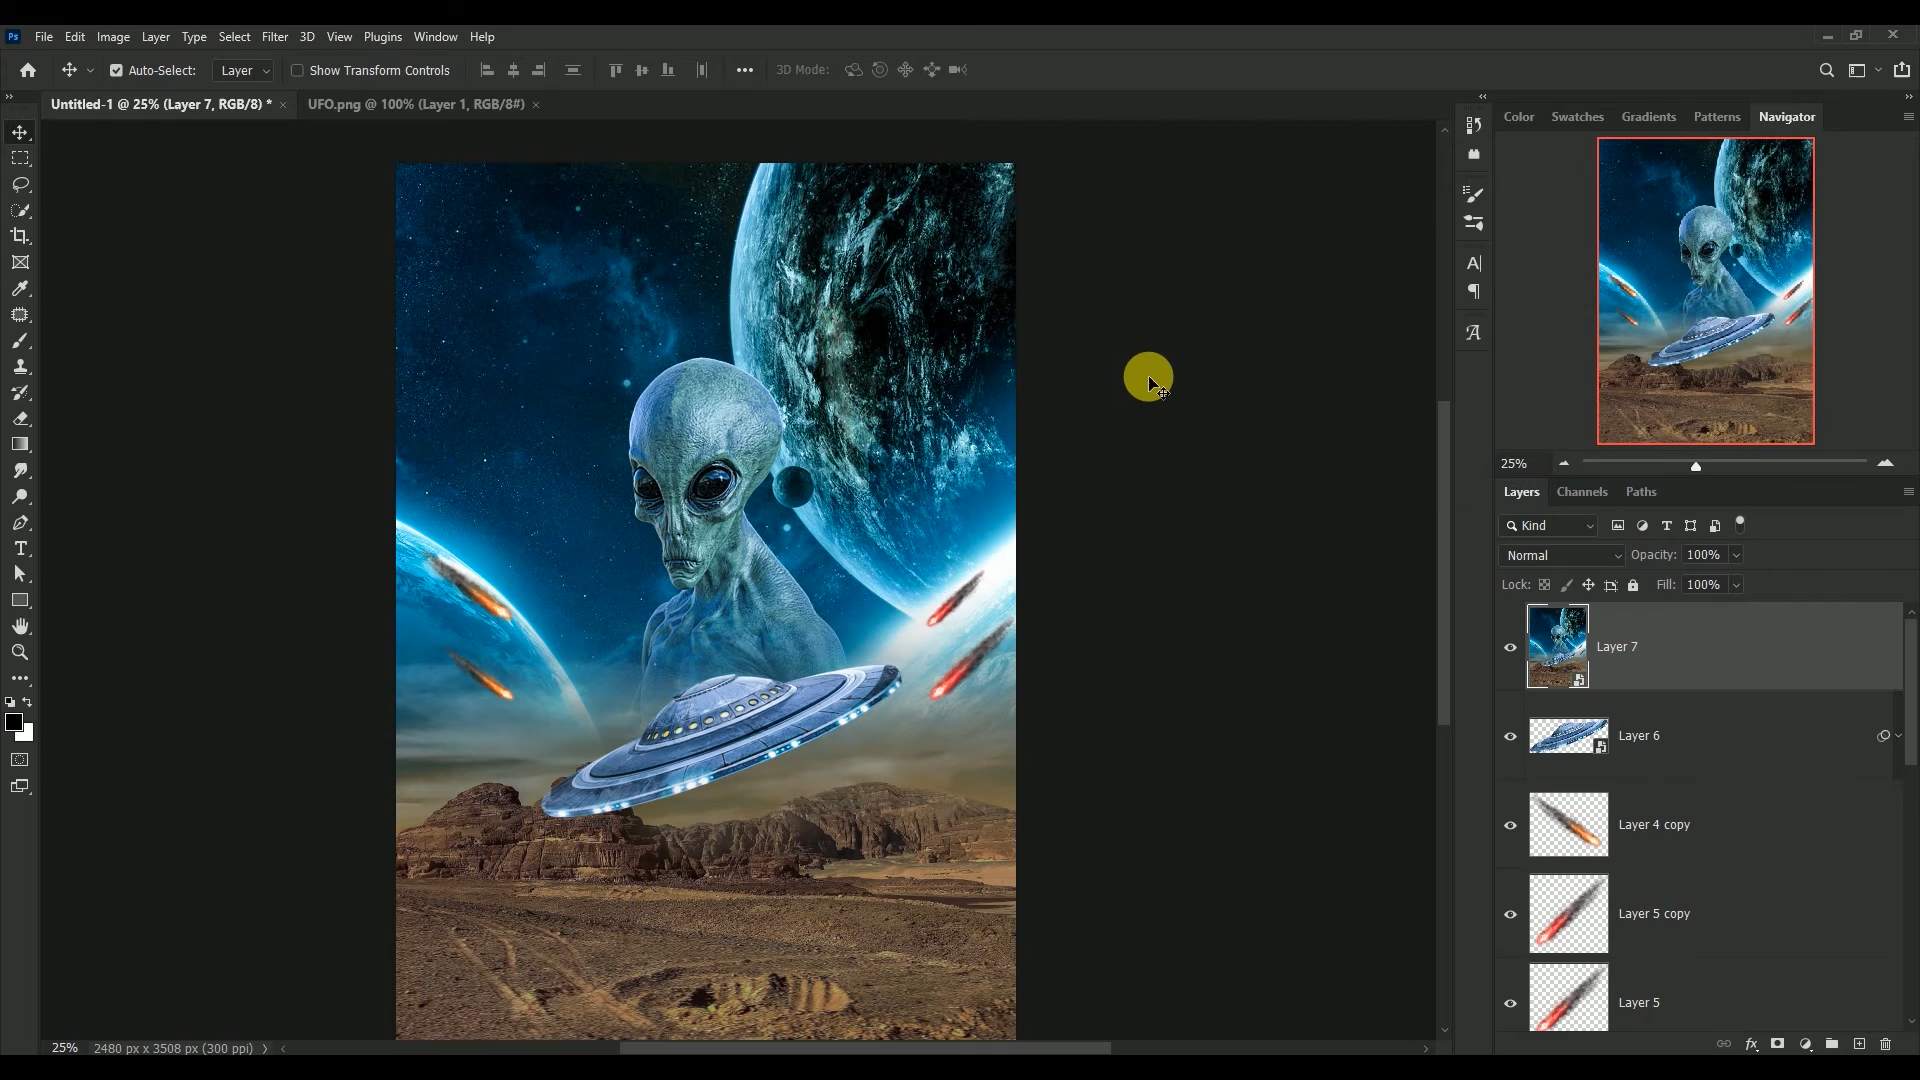 Ps File Edit Image Layer Type Select Filter 3D View Plugins Window Help
Auto-Select: Layer Show Transform Controls 3D Mode:
Untitled-1 @ 25% (Layer 7, RGB/8) * UFO.png @ 100% (Layer 1, RGB/8#)
Color Swatches Gradients Patterns Navigator
25%
Layers Channels Paths
Kind
Normal Opacity: 100%
Lock: Fill: 100%
Layer 7
Layer 6
Layer 4 copy
Layer 5 copy
Layer 5
25% 2480 px x 3508 px (300 ppi)